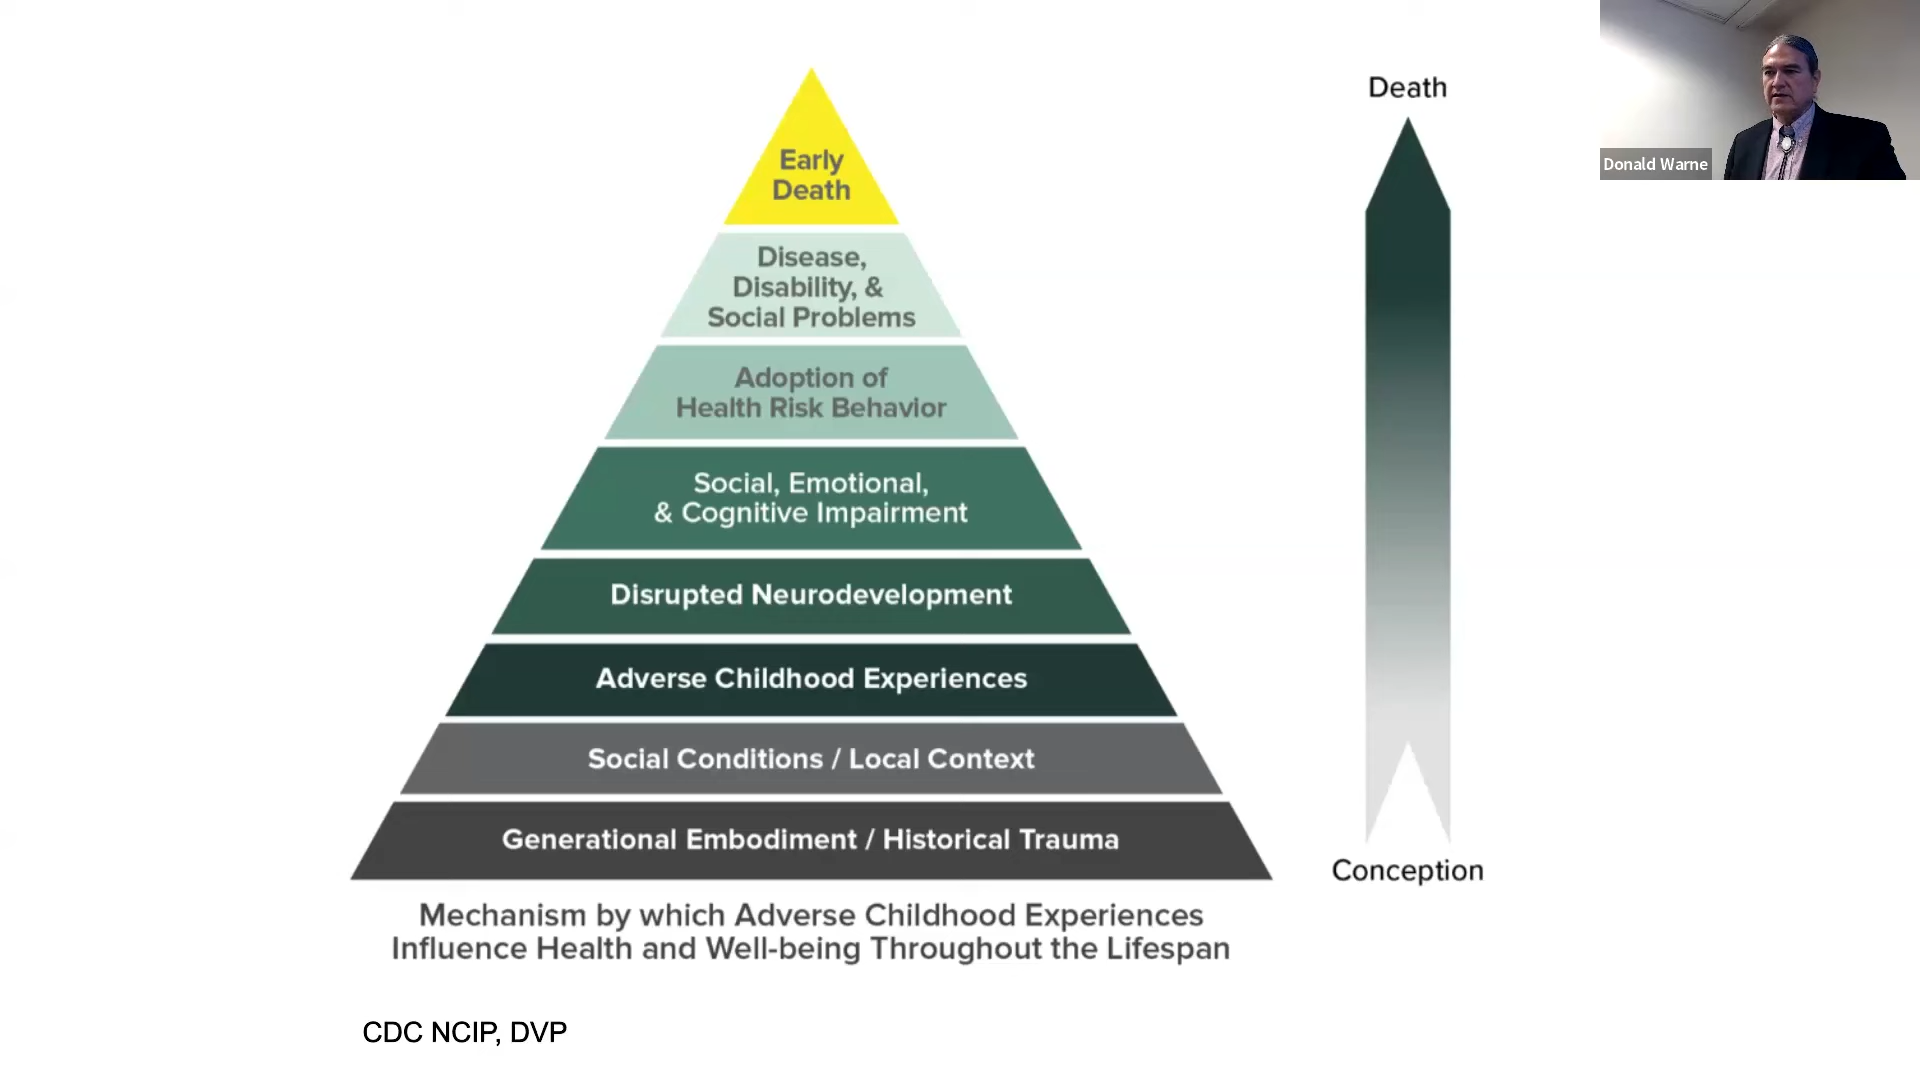 Early
Death
Disease,
Disability, &
Social Problems
Adoption of
Health Risk Behavior
Social, Emotional,
& Cognitive Impairment
Disrupted Neurodevelopment
Adverse Childhood Experiences
Social Conditions / Local Context
Generational Embodiment / Historical Trauma
Mechanism by which Adverse Childhood Experiences
Influence Health and Well-being Throughout the Lifespan
Death
Conception
CDC NCIP, DVP
Donald Warne